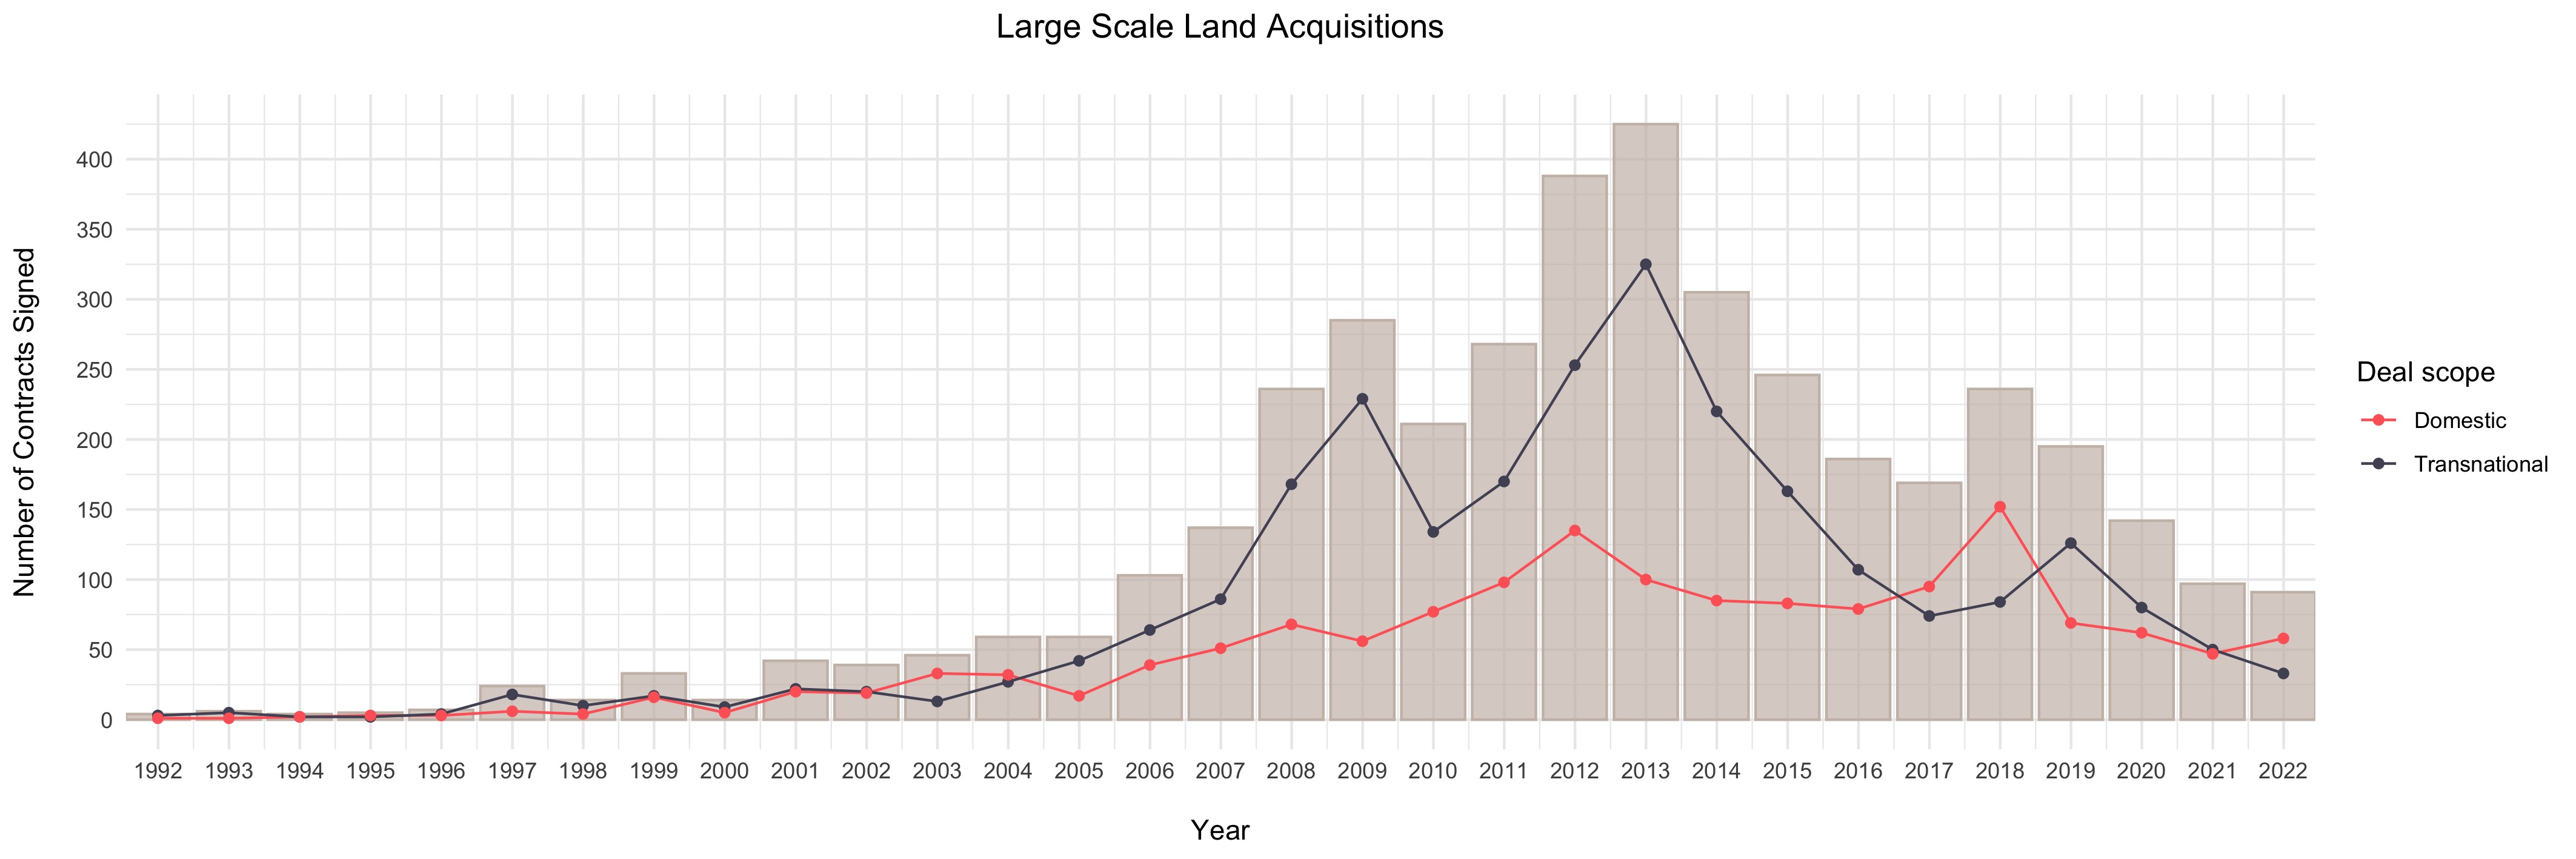 Large Scale Land Acquisitions
Number of Contracts Signed
400
350
300
250
200
150
100
50
0
1992 1993 1994 1995 1996 1997 1998 1999 2000 2001 2002 2003 2004 2005 2006 2007 2008 2009 2010 2011 2012 2013 2014 2015 2016 2017 2018 2019 2020 2021 2022
Year
Deal scope
Domestic
Transnational